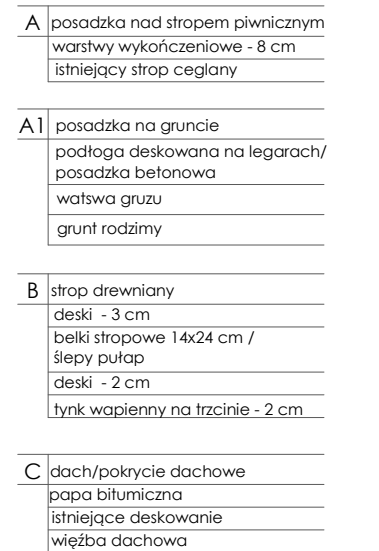 A posadzka nad stropem piwnicznym
warstwy wykończeniowe - 8 cm
istniejący strop ceglany
A1 posadzka na gruncie
podłoga deskowana na legarach/
posadzka betonowa
watswa gruzu
grunt rodzimy
B strop drewniany
deski - 3 cm
belki stropowe 14x24 cm /
ślepy pułap
deski - 2 cm
tynk wapienny na trzcinie - 2 cm
C dach/pokrycie dachowe
papa bitumiczna
istniejące deskowanie
więźba dachowa